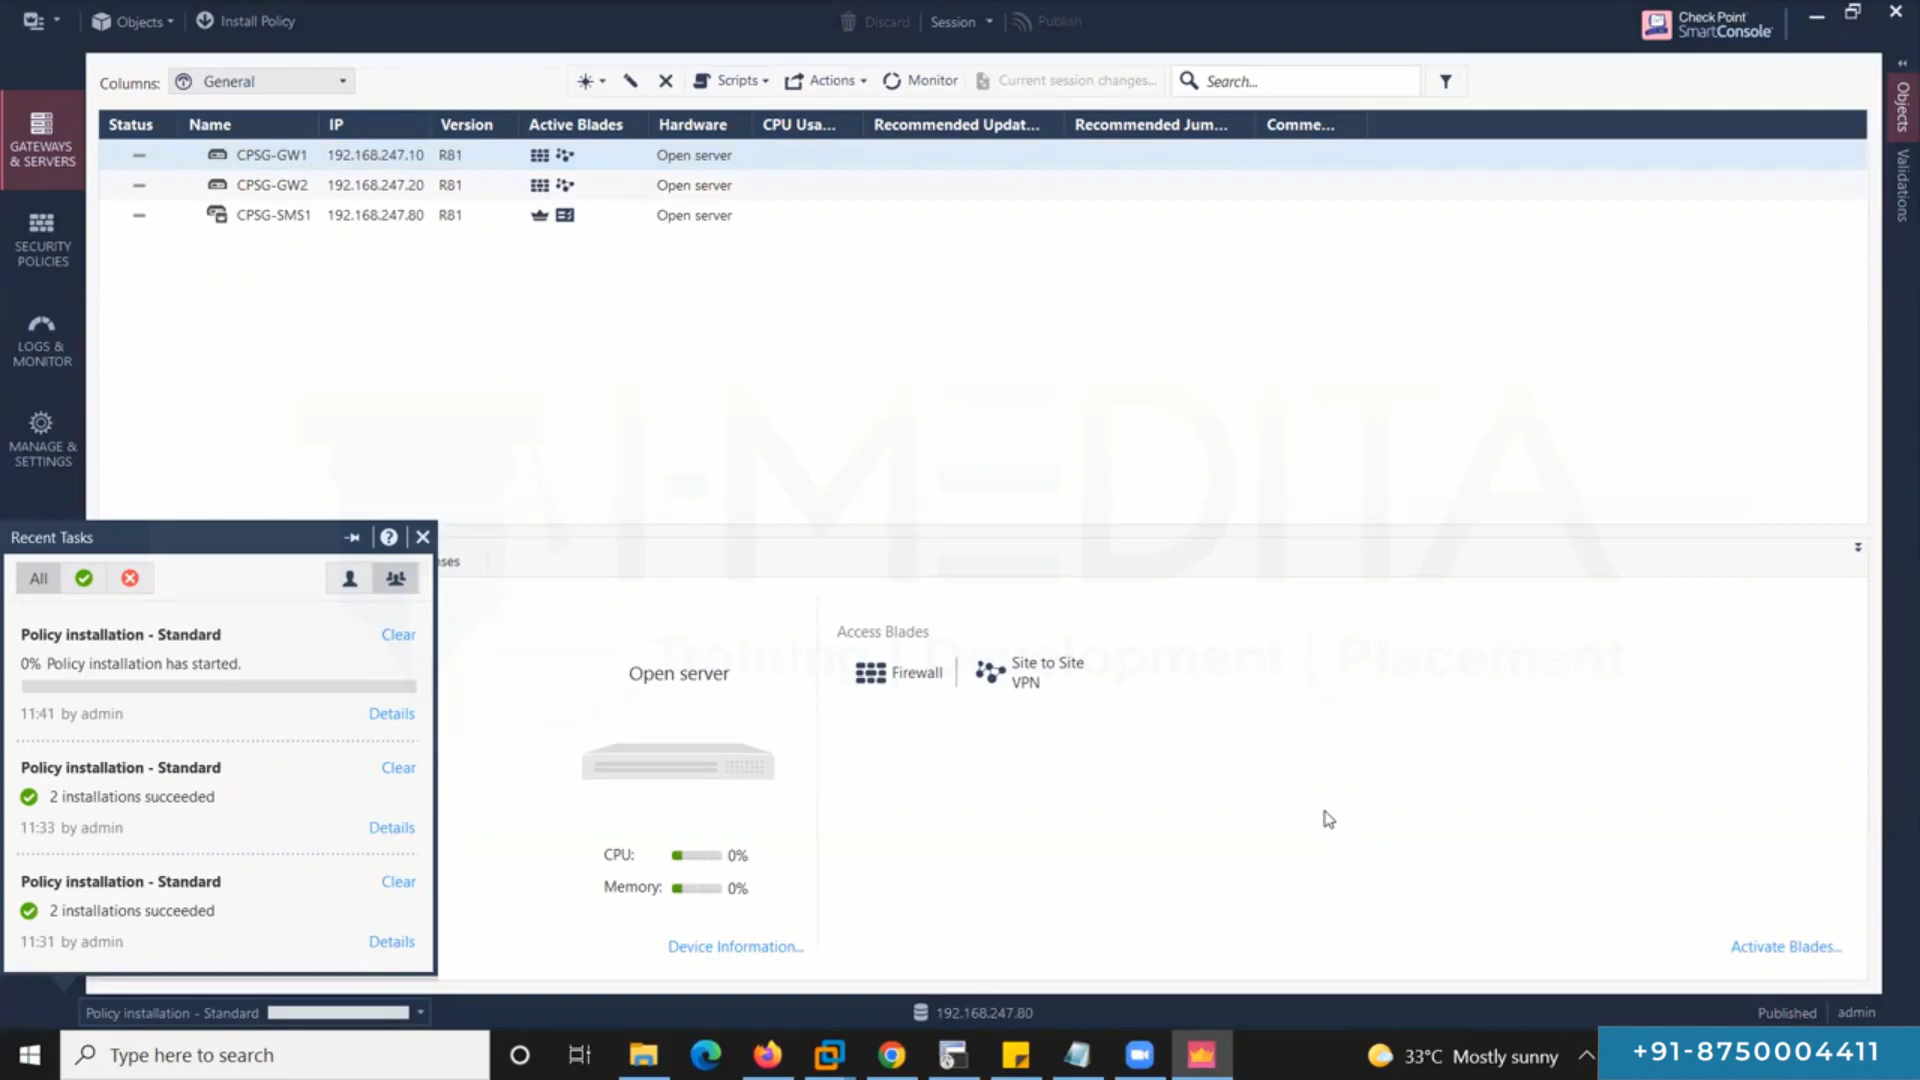 Objects
Install Policy
Discard
Session
Publish
Check Point
SmartConsole
Columns:
General
Scripts
Actions
Monitor
Current session changes...
Search...
Status
Name
IP
Version
Active Blades
Hardware
CPU Usa...
Recommended Updat...
Recommended Jum...
Comme...
CPSG-GW1
192.168.247.10
R81
Open server
CPSG-GW2
192.168.247.20
R81
Open server
CPSG-SMS1
192.168.247.80
R81
Open server
GATEWAYS
& SERVERS
SECURITY
POLICIES
LOGS &
MONITOR
MANAGE &
SETTINGS
Objects
Validations
I-MEDITA
Training | Development | Placement
Recent Tasks
All
Policy installation - Standard
Clear
0% Policy installation has started.
11:41 by admin
Details
Policy installation - Standard
Clear
2 installations succeeded
11:33 by admin
Details
Policy installation - Standard
Clear
2 installations succeeded
11:31 by admin
Details
Open server
CPU:
0%
Memory:
0%
Device Information...
Access Blades
Firewall
Site to Site
VPN
Activate Blades...
Policy installation - Standard
192.168.247.80
Published
admin
Type here to search
33°C Mostly sunny
+91-8750004411